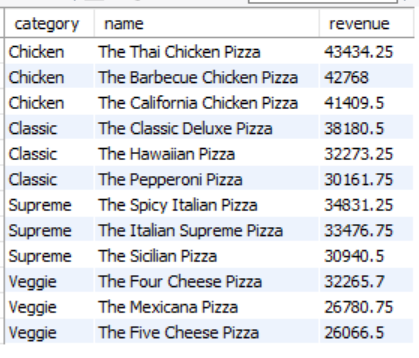 category name revenue
Chicken The Thai Chicken Pizza 43434.25
Chicken The Barbecue Chicken Pizza 42768
Chicken The California Chicken Pizza 41409.5
Classic The Classic Deluxe Pizza 38180.5
Classic The Hawaiian Pizza 32273.25
Classic The Pepperoni Pizza 30161.75
Supreme The Spicy Italian Pizza 34831.25
Supreme The Italian Supreme Pizza 33476.75
Supreme The Sicilian Pizza 30940.5
Veggie The Four Cheese Pizza 32265.7
Veggie The Mexicana Pizza 26780.75
Veggie The Five Cheese Pizza 26066.5